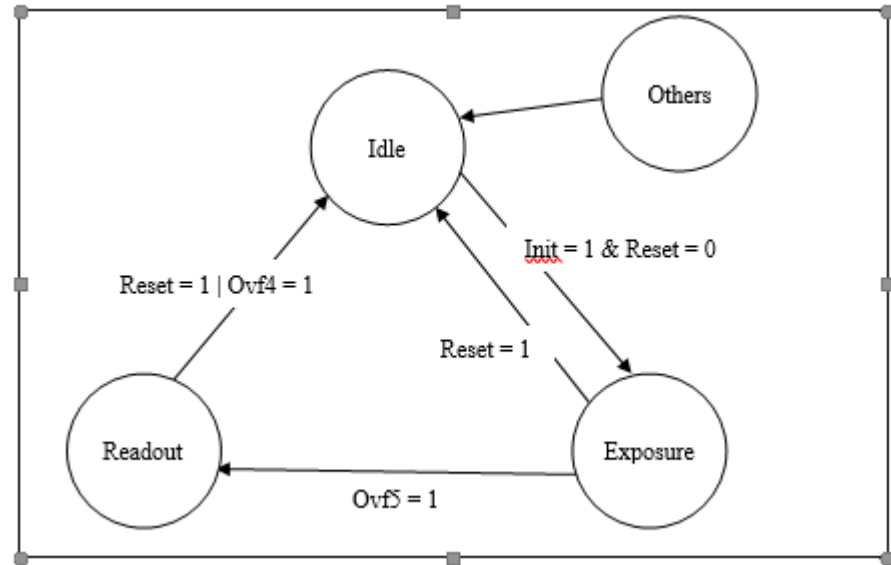 Others
Idle
Init = 1 & Reset = 0
Reset = 1 | Ovf4 = 1
Reset = 1
Readout
Exposure
Ovf5 = 1